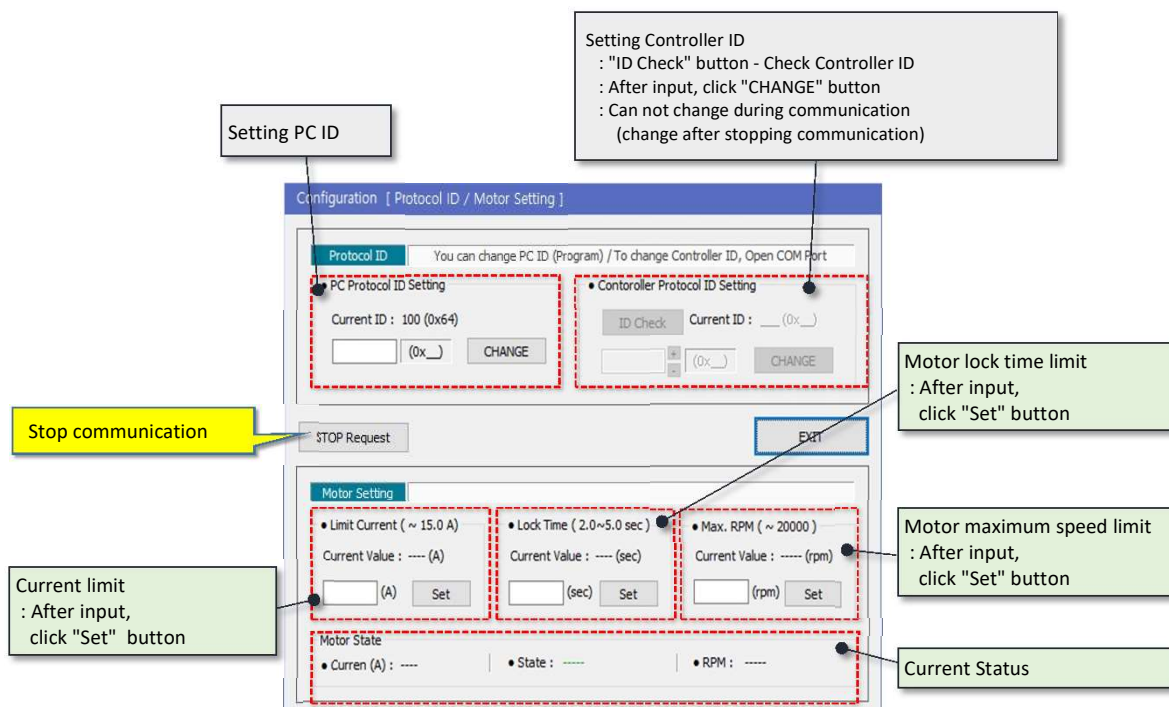 Setting Controller ID
: "ID Check" button - Check Controller ID
: After input, click "CHANGE" button
: Can not change during communication
(change after stopping communication)
Setting PC ID
Configuration [ Protocol ID / Motor Setting ]
Protocol ID You can change PC ID (Program) / To change Controller ID, Open COM Port
• PC Protocol ID Setting
Current ID : 100 (0x64)
(0x__) CHANGE
• Contoroller Protocol ID Setting
ID Check Current ID : ___ (0x__)
+
-
(0x__) CHANGE
Motor lock time limit
: After input,
click "Set" button
Stop communication
STOP Request
EXIT
Motor Setting
• Limit Current ( ~ 15.0 A)
Current Value : ---- (A)
(A) Set
• Lock Time ( 2.0~5.0 sec )
Current Value : ---- (sec)
(sec) Set
• Max. RPM ( ~ 20000 )
Current Value : ----- (rpm)
(rpm) Set
Motor maximum speed limit
: After input,
click "Set" button
Current limit
: After input,
click "Set" button
Motor State
• Curren (A) : ---- • State : ----- • RPM : -----
Current Status